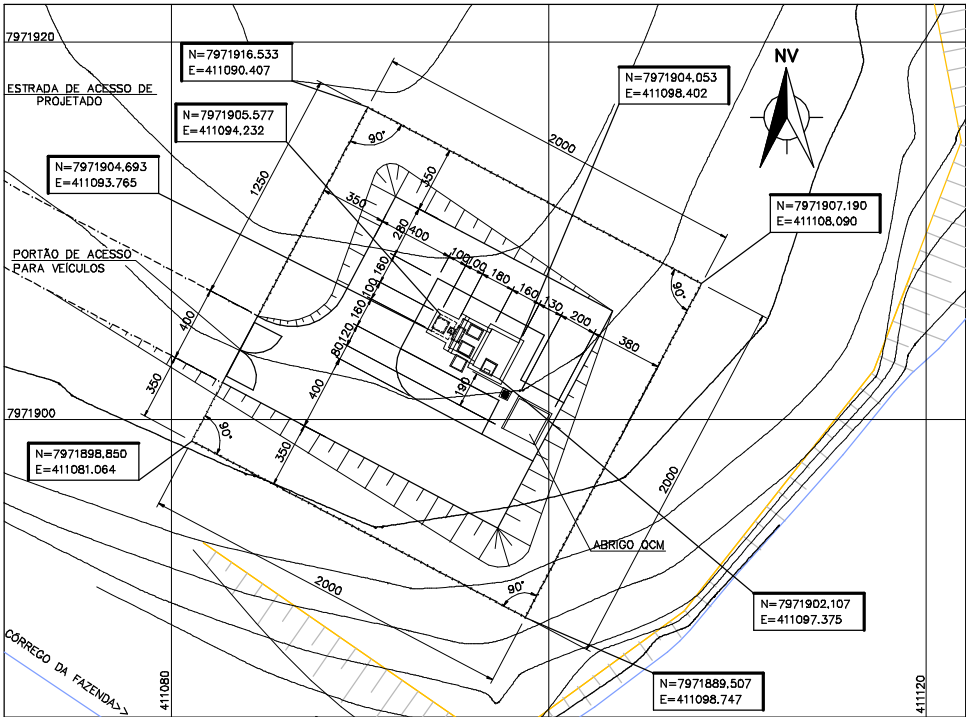 7971920
N=7971916.533
E=411090.407
NV
N=7971904.053
E=411098.402
ESTRADA DE ACESSO DE
PROJETADO
N=7971905.577
E=411094.232
90°
2000
350
N=7971904.693
E=411093.765
1250
350
N=7971907.190
E=411108.090
280
400
PORTÃO DE ACESSO
PARA VEÍCULOS
100
100
180
160
130
200
380
90°
160
100
160
120
80
400
400
350
190
7971900
90°
350
N=7971898.850
E=411081.064
2000
ABRIGO QCM
2000
90°
N=7971902.107
E=411097.375
CÓRREGO DA FAZENDA>>
411080
N=7971889.507
E=411098.747
411120